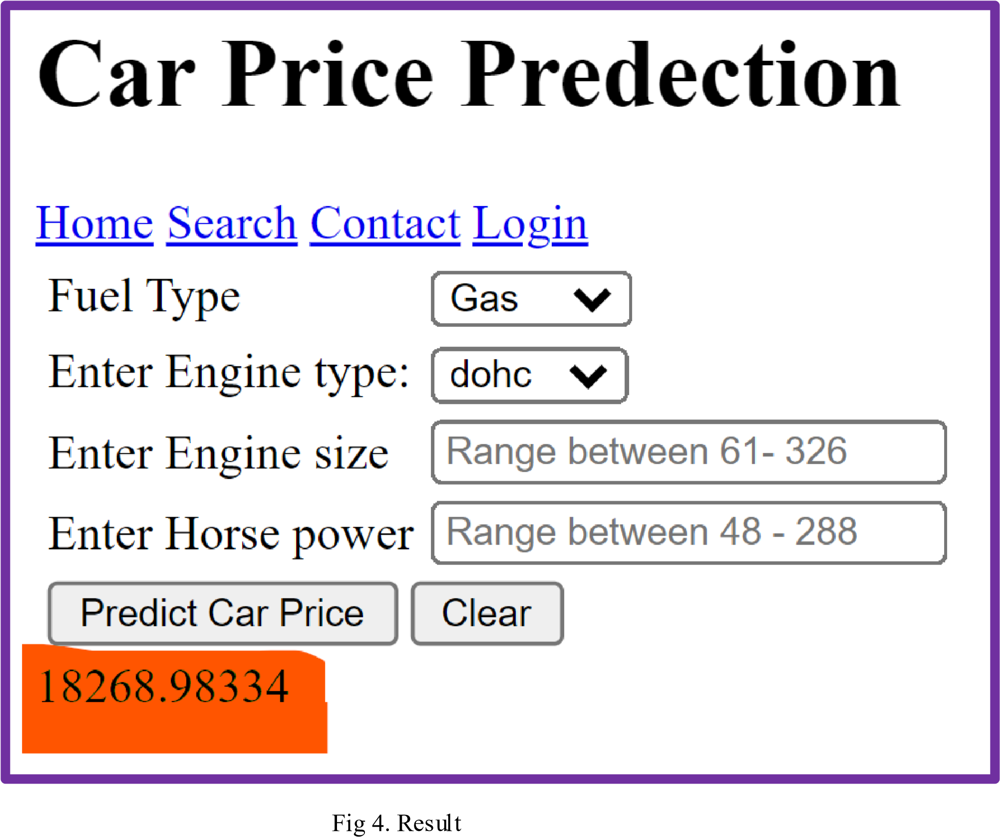 Car Price Predection
Home Search Contact Login
Fuel Type Gas
Enter Engine type: dohc
Enter Engine size Range between 61- 326
Enter Horse power Range between 48 - 288
Predict Car Price Clear
18268.98334
Fig 4. Result